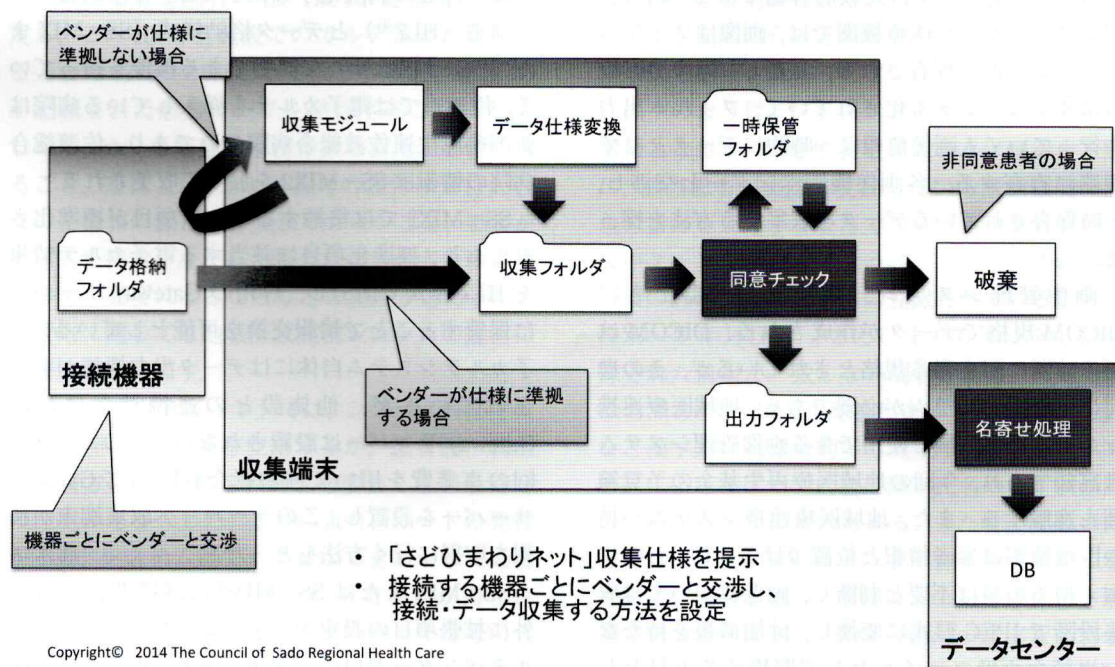 ベンダーが仕様に
準拠しない場合
収集モジュール
データ仕様変換
一時保管
フォルダ
非同意患者の場合
データ格納
フォルダ
収集フォルダ
同意チェック
破棄
接続機器
ベンダーが仕様に準拠
する場合
出力フォルダ
名寄せ処理
収集端末
機器ごとにベンダーと交渉
• 「さどひまわりネット」収集仕様を提示
• 接続する機器ごとにベンダーと交渉し、
接続・データ収集する方法を設定
DB
データセンター
Copyright© 2014 The Council of Sado Regional Health Care